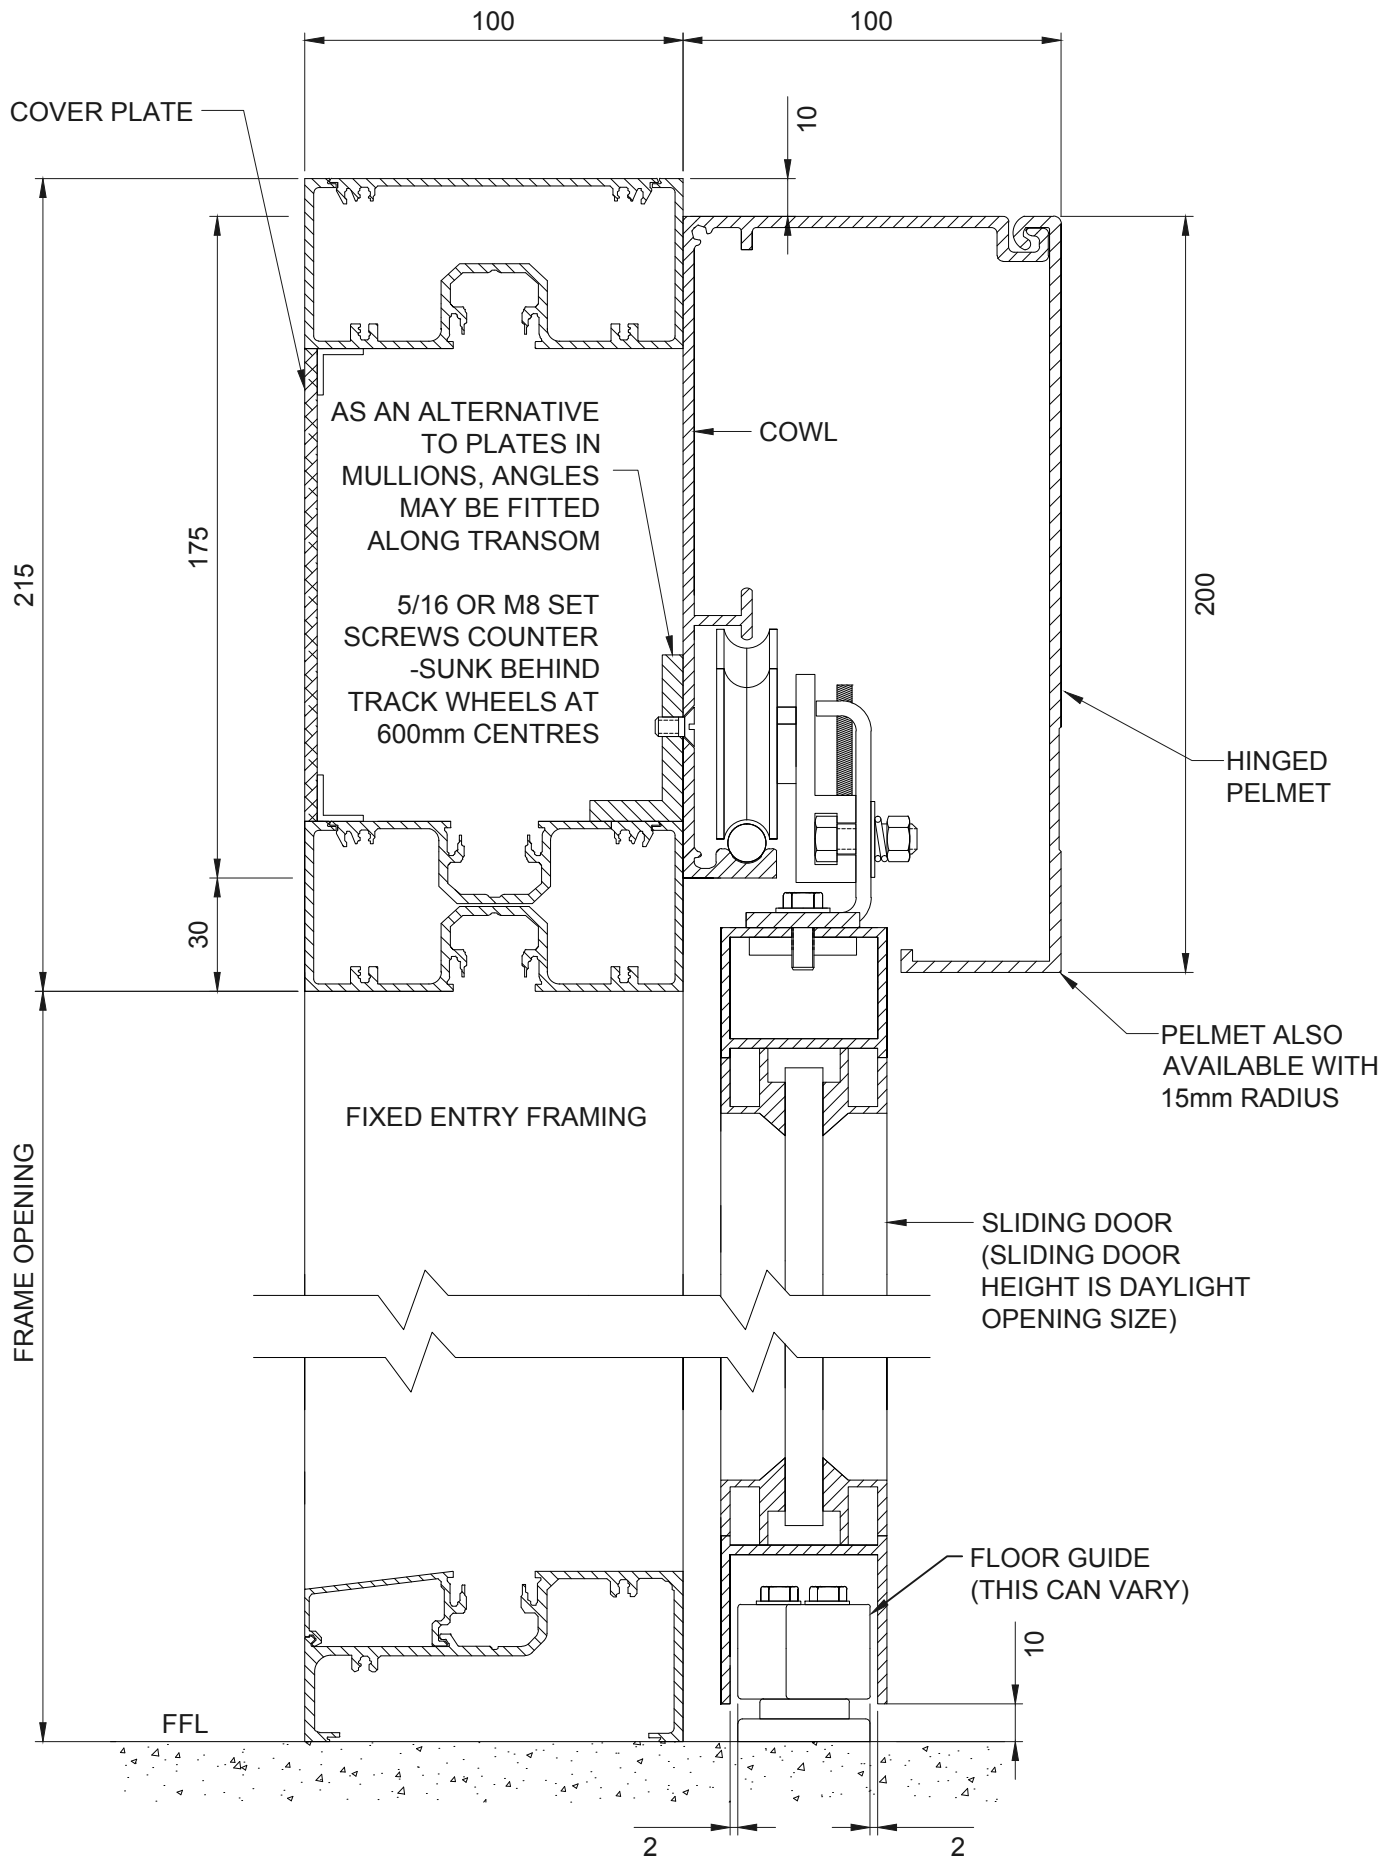 100
100
COVER PLATE
10
AS AN ALTERNATIVE
TO PLATES IN
MULLIONS, ANGLES
MAY BE FITTED
ALONG TRANSOM
COWL
175
215
200
5/16 OR M8 SET
SCREWS COUNTER
-SUNK BEHIND
TRACK WHEELS AT
600mm CENTRES
HINGED
PELMET
30
PELMET ALSO
AVAILABLE WITH
15mm RADIUS
FIXED ENTRY FRAMING
FRAME OPENING
SLIDING DOOR
(SLIDING DOOR
HEIGHT IS DAYLIGHT
OPENING SIZE)
FLOOR GUIDE
(THIS CAN VARY)
10
FFL
2
2